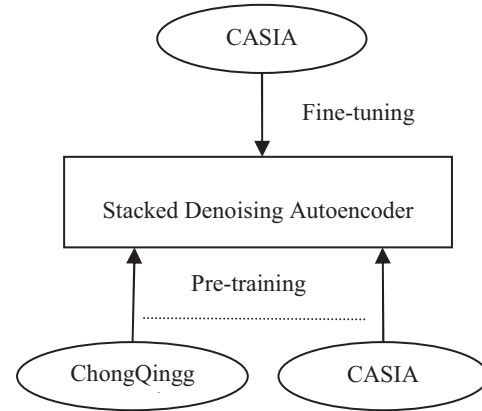 CASIA
Fine-tuning
Stacked Denoising Autoencoder
Pre-training
ChongQingg
CASIA